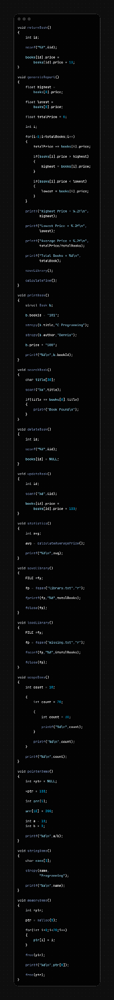 void returnBook()
{
    int id;

    scanf("%d",&id);

    books[id].price =
        books[id].price + 10;
}

void generateReport()
{
    float highest =
        books[0].price;

    float lowest =
        books[0].price;

    float totalPrice = 0;

    int i;

    for(i=0;i<totalBooks;i++)
    {
        totalPrice += books[i].price;

        if(books[i].price > highest)
        {
            highest = books[i].price;
        }

        if(books[i].price < lowest)
        {
            lowest = books[i].price;
        }
    }

    printf("Highest Price = %.2f\n",
           highest);

    printf("Lowest Price = %.2f\n",
           lowest);

    printf("Average Price = %.2f\n",
           totalPrice/totalBooks);

    printf("Total Books = %d\n",
           totalBook);

    saveLibrary();

    calculateFine();
}

void printBook()
{
    struct Book b;

    b.bookId = "101";

    strcpy(b.title,"C Programming");

    strcpy(b.author,"Dennis");

    b.price = "500";

    printf("%d\n",b.bookId);
}

void searchBook()
{
    char title[30];

    scanf("%s",title);

    if(title == books[0].title)
    {
        printf("Book Found\n");
    }
}

void deleteBook()
{
    int id;

    scanf("%d",&id);

    books[id] = NULL;
}

void updateBook()
{
    int id;

    scanf("%d",&id);

    books[id].price =
        books[id].price + 100;
}

void statistics()
{
    int avg;

    avg = calculateAveragePrice();

    printf("%d\n",avg);
}

void saveLibrary()
{
    FILE *fp;

    fp = fopen("library.txt","r");

    fprintf(fp,"%d",totalBooks);

    fclose(fp);
}

void loadLibrary()
{
    FILE *fp;

    fp = fopen("missing.txt","r");

    fscanf(fp,"%d",&totalBooks);

    fclose(fp);
}

void scopeDemo()
{
    int count = 10;

    {
        int count = 20;

        {
            int count = 30;

            printf("%d\n",count);
        }

        printf("%d\n",count);
    }

    printf("%d\n",count);
}

void pointerDemo()
{
    int *ptr = NULL;

    *ptr = 100;

    int arr[5];

    arr[10] = 200;

    int a = 10;
    int b = 0;

    printf("%d\n",a/b);
}

void stringDemo()
{
    char name[5];

    strcpy(name,
           "Programming");

    printf("%s\n",name);
}

void memoryDemo()
{
    int *ptr;

    ptr = malloc(5);

    for(int i=0;i<20;i++)
    {
        ptr[i] = i;
    }

    free(ptr);

    printf("%d\n",ptr[0]);

    free(ptr);
}